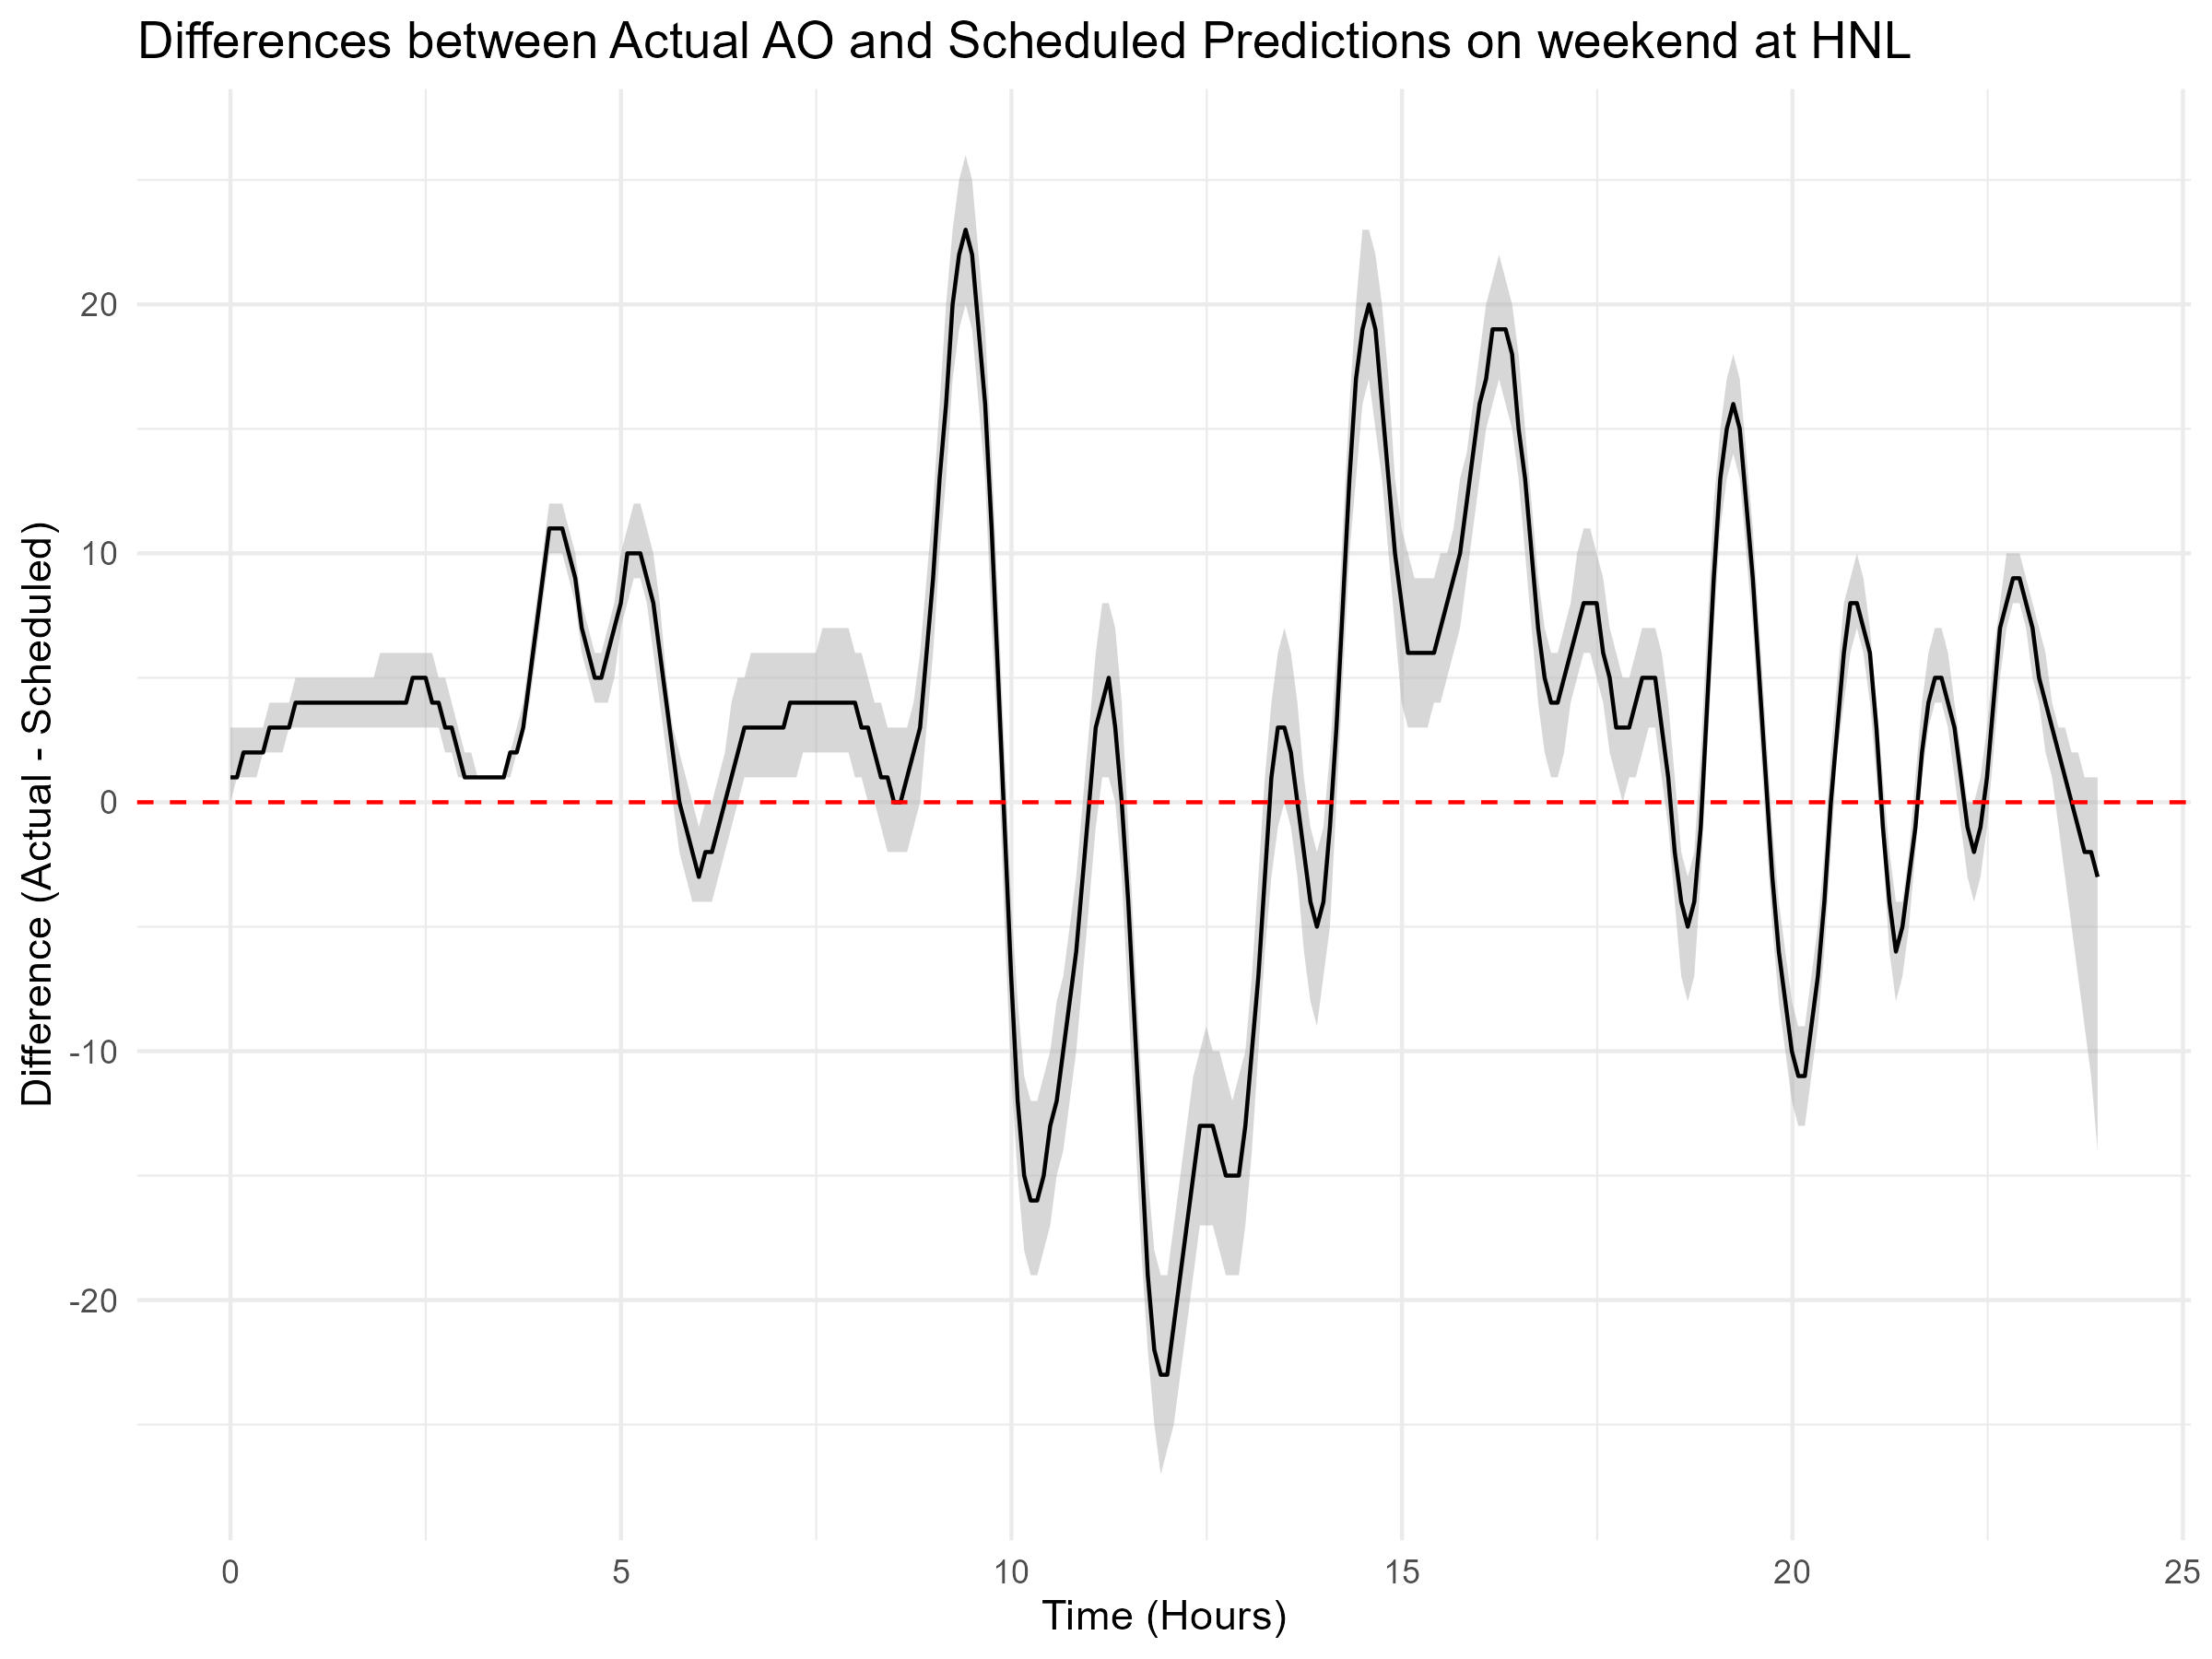 Differences between Actual AO and Scheduled Predictions on weekend at HNL
Difference (Actual - Scheduled)
20
10
0
-10
-20
0 5 10 15 20 25
Time (Hours)